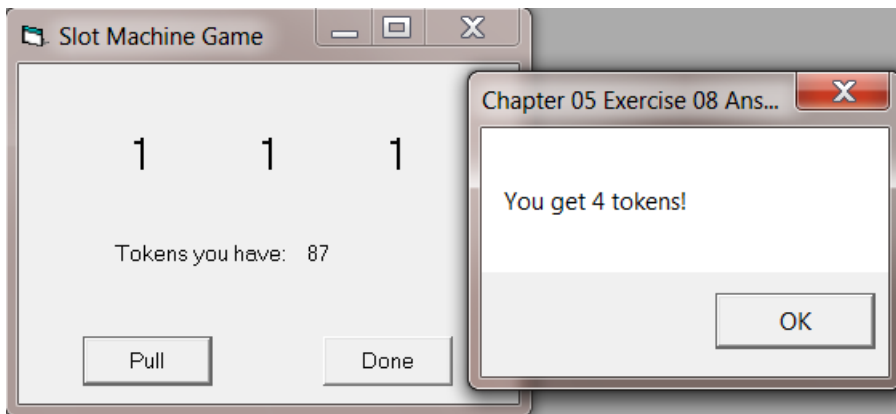 Slot Machine Game
1 1 1
Tokens you have: 87
Pull Done
Chapter 05 Exercise 08 Ans...
You get 4 tokens!
OK